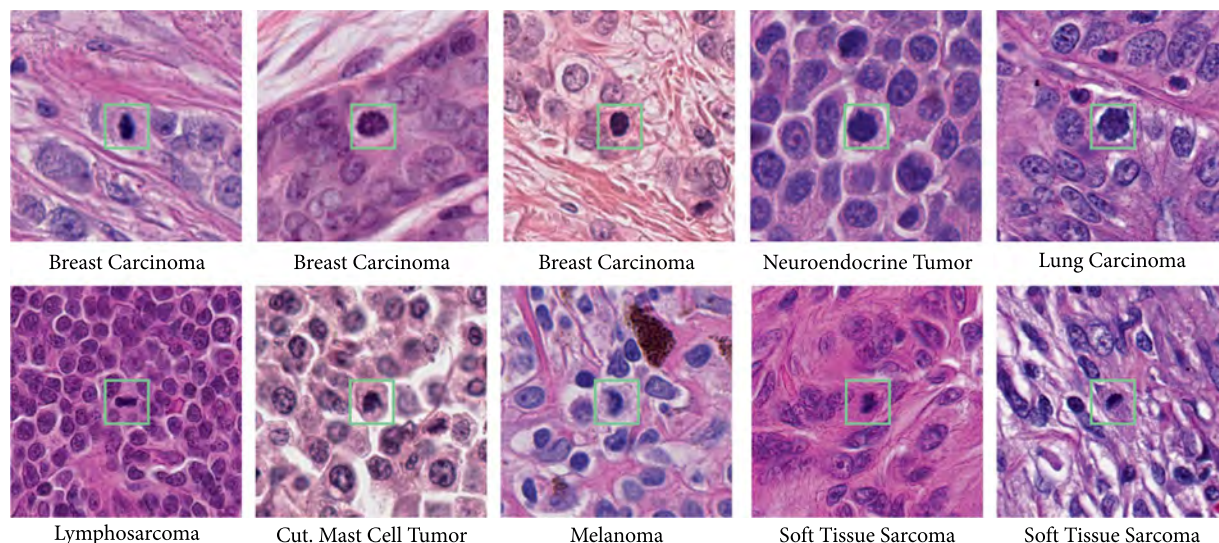 Breast Carcinoma
Breast Carcinoma
Breast Carcinoma
Neuroendocrine Tumor
Lung Carcinoma
Lymphosarcoma
Cut. Mast Cell Tumor
Melanoma
Soft Tissue Sarcoma
Soft Tissue Sarcoma